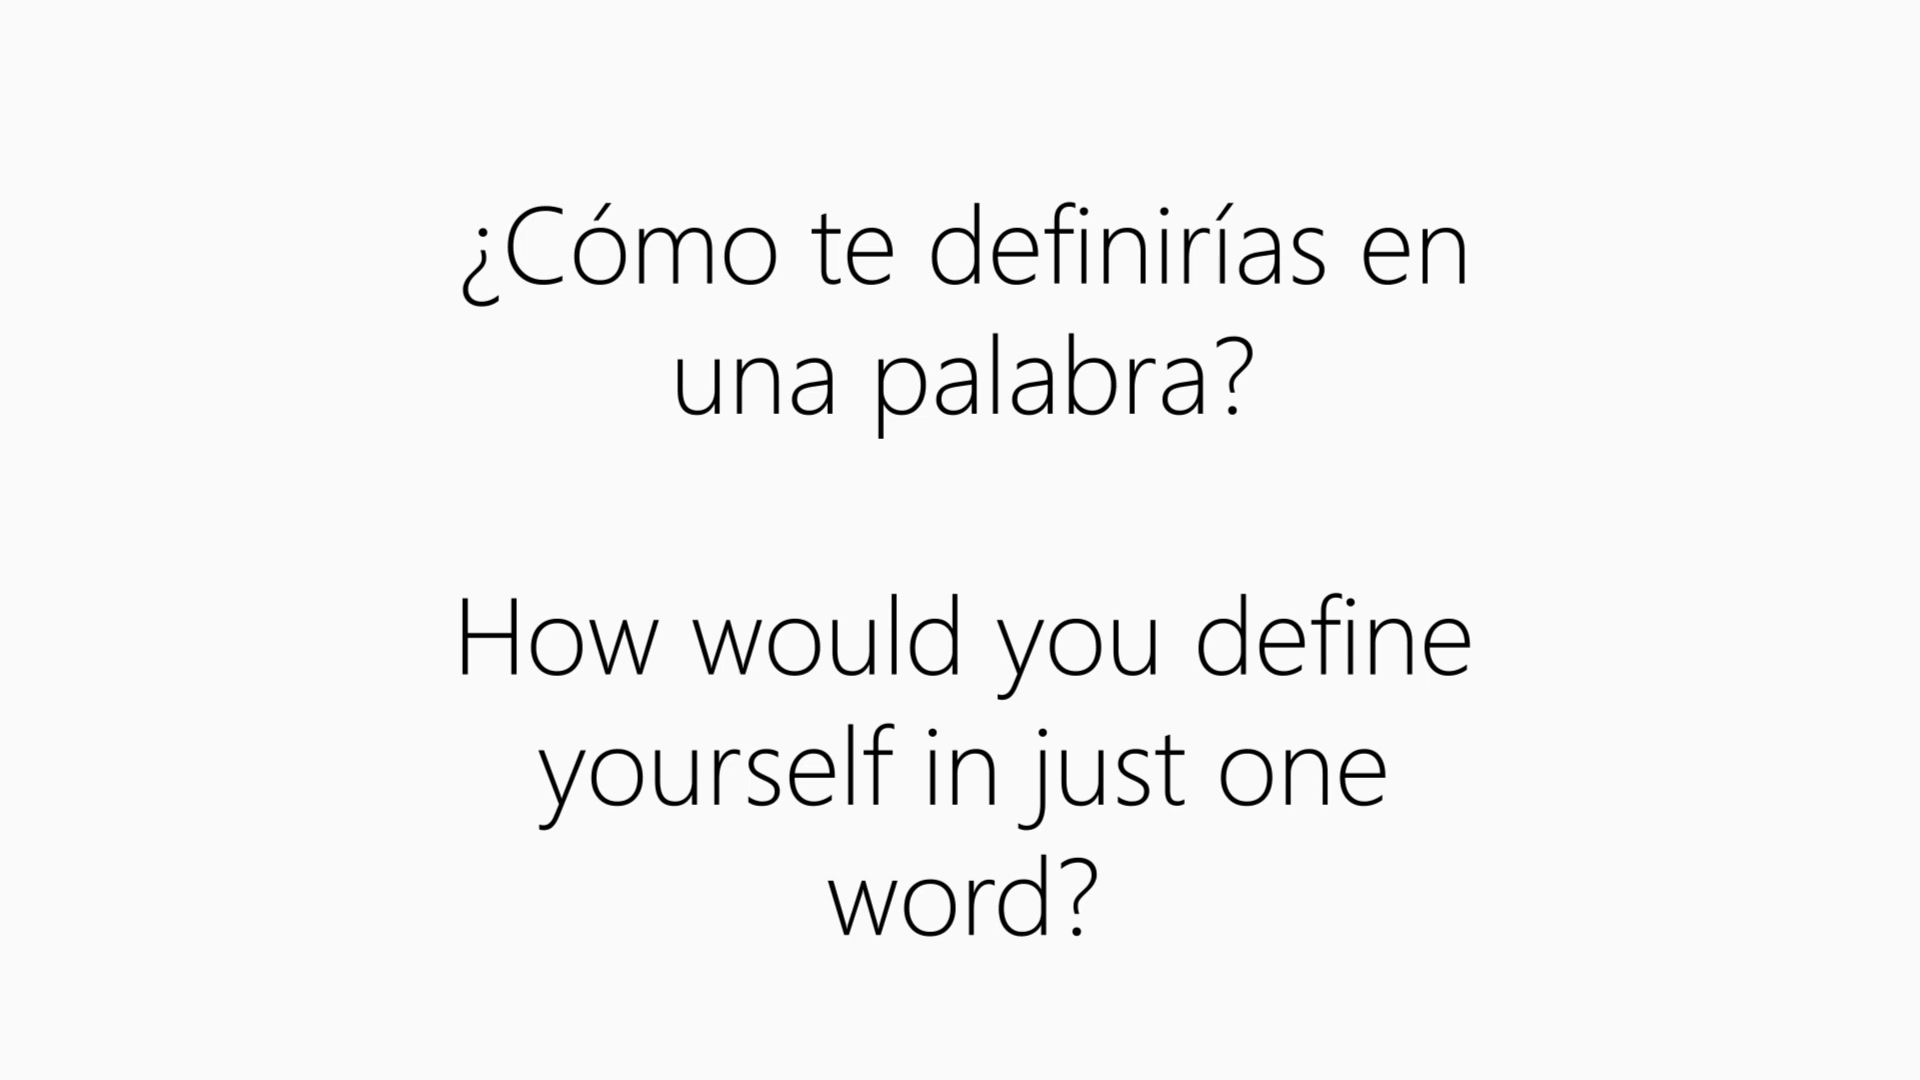 ¿Cómo te definirías en
una palabra?
How would you define
yourself in just one
word?